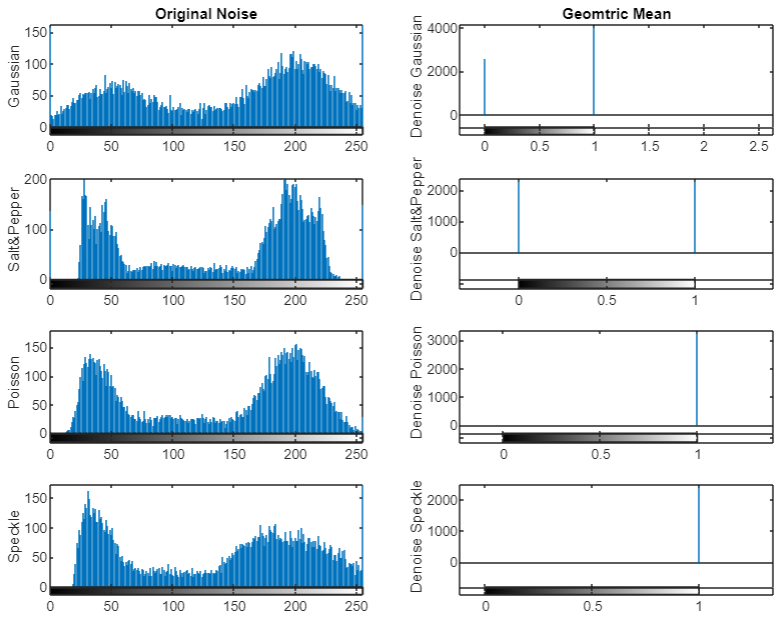 Original Noise
Geomtric Mean
Gaussian
150
100
50
0
0 50 100 150 200 250
Denoise Gaussian
4000
2000
0
0 0.5 1 1.5 2 2.5
Salt&Pepper
200
100
0
0 50 100 150 200 250
Denoise Salt&Pepper
2000
1000
0
0 0.5 1
Poisson
150
100
50
0
0 50 100 150 200 250
Denoise Poisson
3000
2000
1000
0
0 0.5 1
Speckle
150
100
50
0
0 50 100 150 200 250
Denoise Speckle
2000
1000
0
0 0.5 1